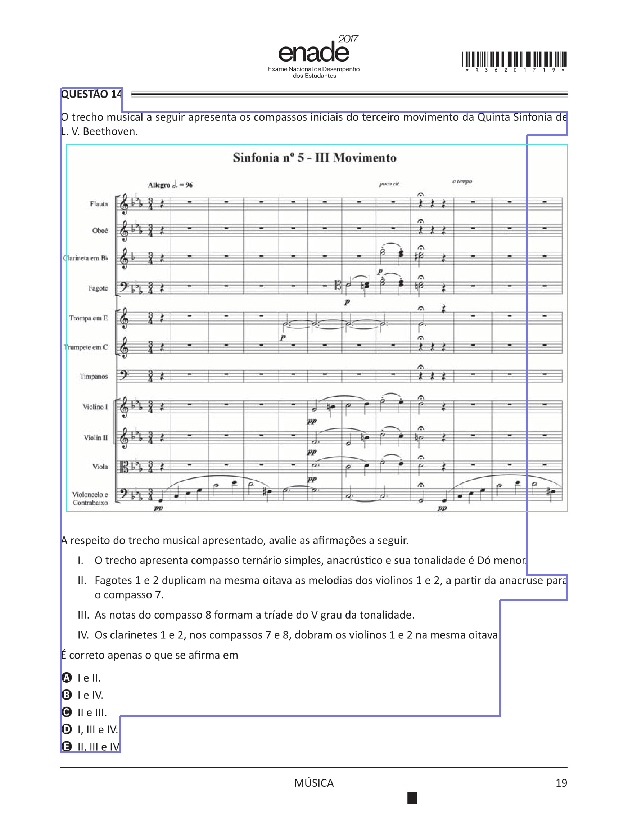 enade
2017
Exame Nacional de Desempenho
dos Estudantes
*R3620171 9*
QUESTÃO 14
O trecho musical a seguir apresenta os compassos iniciais do terceiro movimento da Quinta Sinfonia de
L. V. Beethoven.
Sinfonia nº 5 - III Movimento
Allegro = 96
poco rit
a tempo
Flauta
Oboé
Clarineta em Bb
Fagote
p
p
Trompa em E
p
Trumpete em C
Tímpanos
Violino I
pp
Violin II
pp
Viola
pp
Violoncelo e
Contrabaixo
pp
pp
A respeito do trecho musical apresentado, avalie as afirmações a seguir.
I. O trecho apresenta compasso ternário simples, anacrústico e sua tonalidade é Dó menor.
II. Fagotes 1 e 2 duplicam na mesma oitava as melodias dos violinos 1 e 2, a partir da anacruse para
o compasso 7.
III. As notas do compasso 8 formam a tríade do V grau da tonalidade.
IV. Os clarinetes 1 e 2, nos compassos 7 e 8, dobram os violinos 1 e 2 na mesma oitava
É correto apenas o que se afirma em
A I e II.
B I e IV.
C II e III.
D I, III e IV.
E II, III e IV
MÚSICA 19